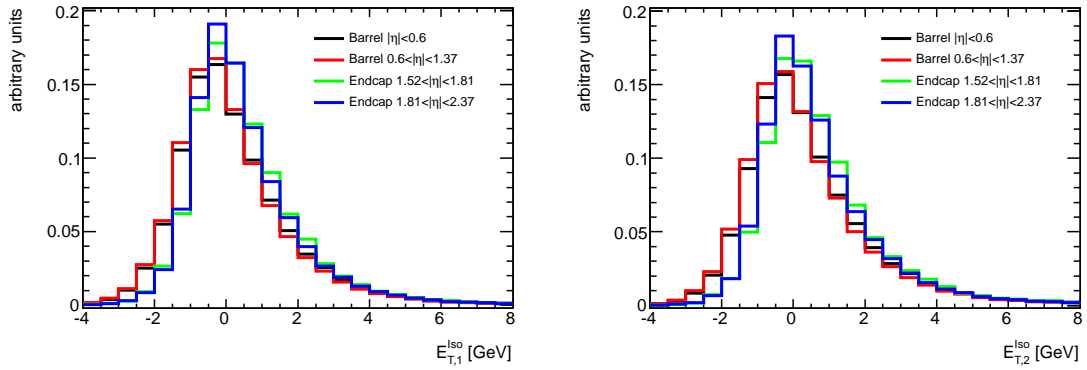 arbitrary units
0.2
0.15
0.1
0.05
0
Barrel |η|<0.6
Barrel 0.6<|η|<1.37
Endcap 1.52<|η|<1.81
Endcap 1.81<|η|<2.37
-4 -2 0 2 4 6 8
E_{T,1}^{Iso} [GeV]
arbitrary units
0.2
0.15
0.1
0.05
0
Barrel |η|<0.6
Barrel 0.6<|η|<1.37
Endcap 1.52<|η|<1.81
Endcap 1.81<|η|<2.37
-4 -2 0 2 4 6 8
E_{T,2}^{Iso} [GeV]